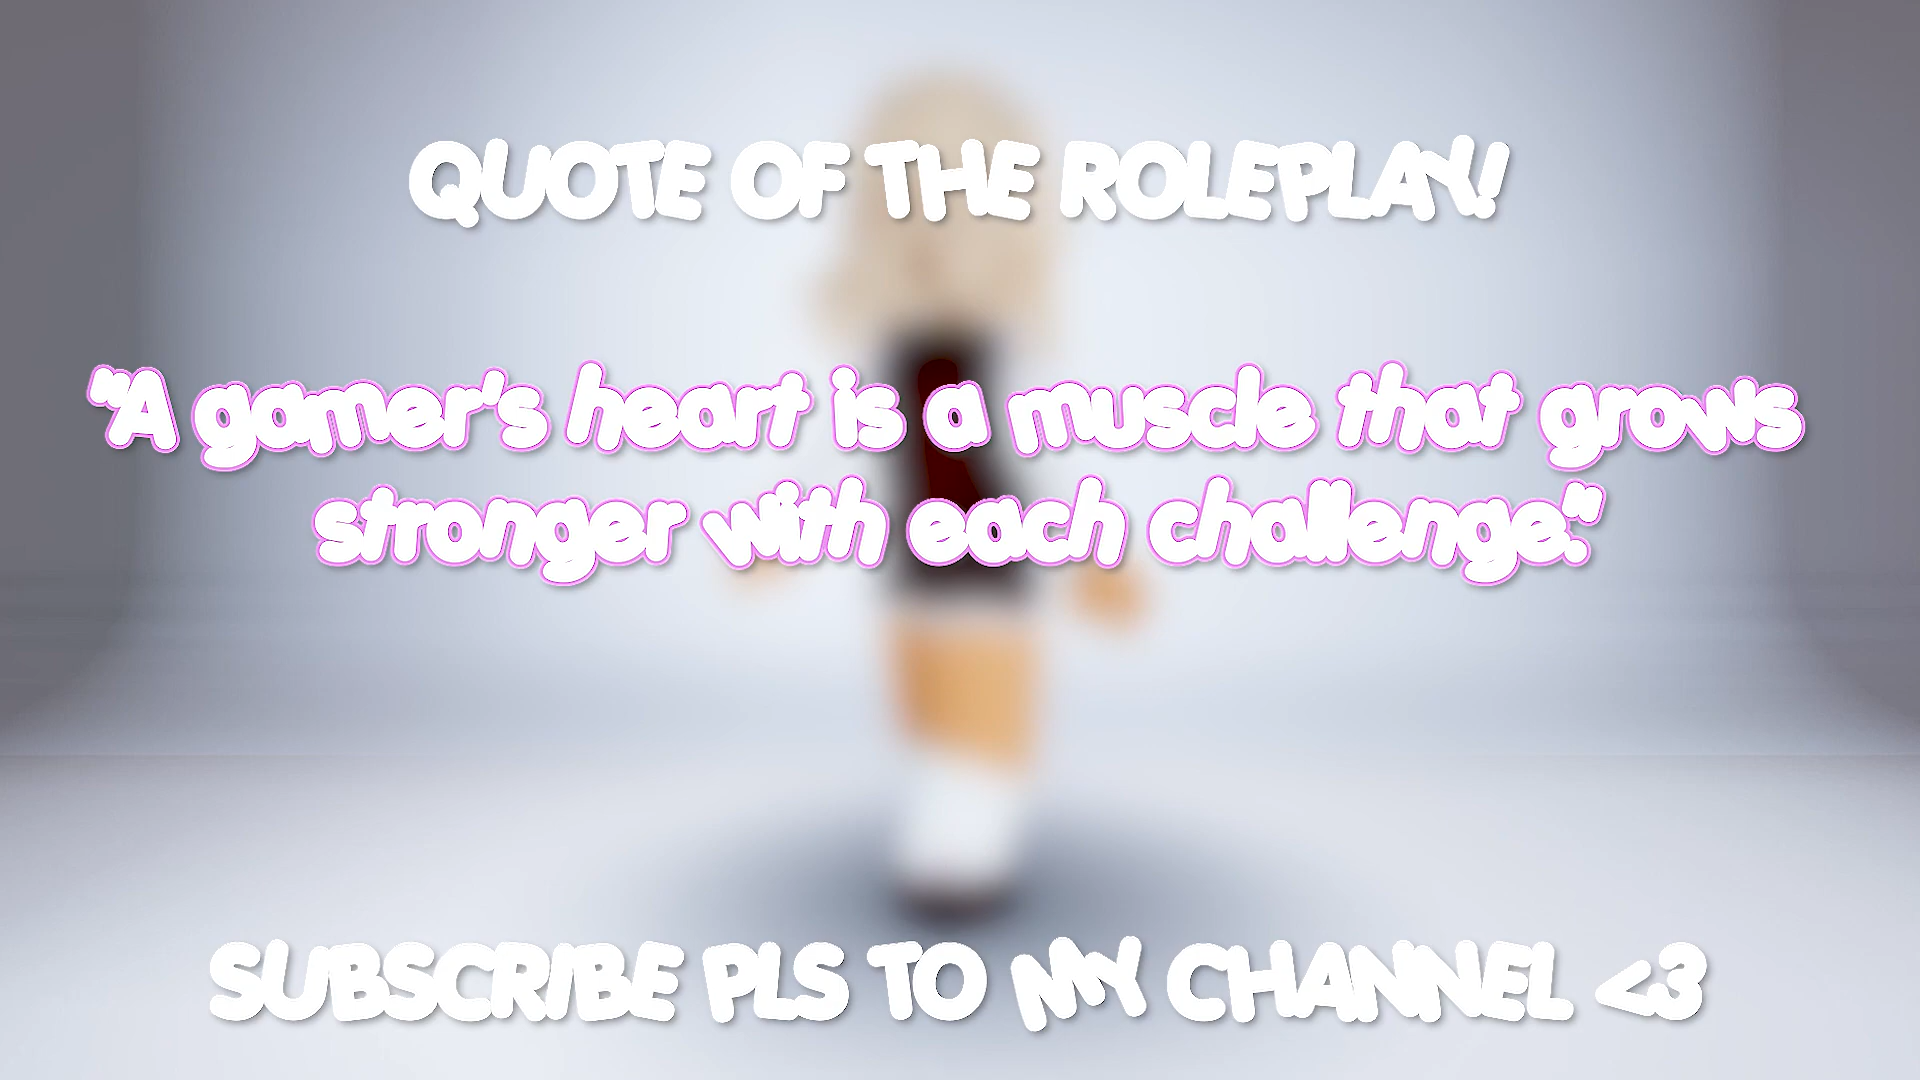 QUOTE OF THE ROLEPLAY!
"A gamer's heart is a muscle that grows
stronger with each challenge."
SUBSCRIBE PLS TO MY CHANNEL <3